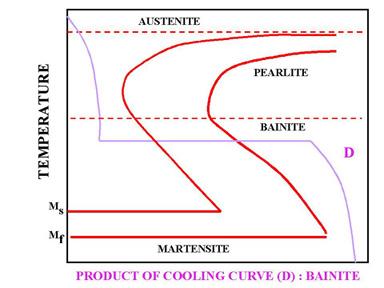 AUSTENITE
PEARLITE
BAINITE
D
TEMPERATURE
Ms
Mf
MARTENSITE
PRODUCT OF COOLING CURVE (D) : BAINITE